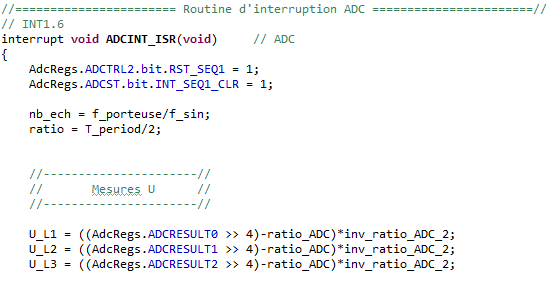 //======================= Routine d'interruption ADC =======================//
// INT1.6
interrupt void ADCINT_ISR(void)     // ADC
{
    AdcRegs.ADCTRL2.bit.RST_SEQ1 = 1;
    AdcRegs.ADCST.bit.INT_SEQ1_CLR = 1;
    nb_ech = f_porteuse/f_sin;
    ratio = T_period/2;
    //----------------------//
    //       Mesures U      //
    //----------------------//
    U_L1 = ((AdcRegs.ADCRESULT0 >> 4)-ratio_ADC)*inv_ratio_ADC_2;
    U_L2 = ((AdcRegs.ADCRESULT1 >> 4)-ratio_ADC)*inv_ratio_ADC_2;
    U_L3 = ((AdcRegs.ADCRESULT2 >> 4)-ratio_ADC)*inv_ratio_ADC_2;